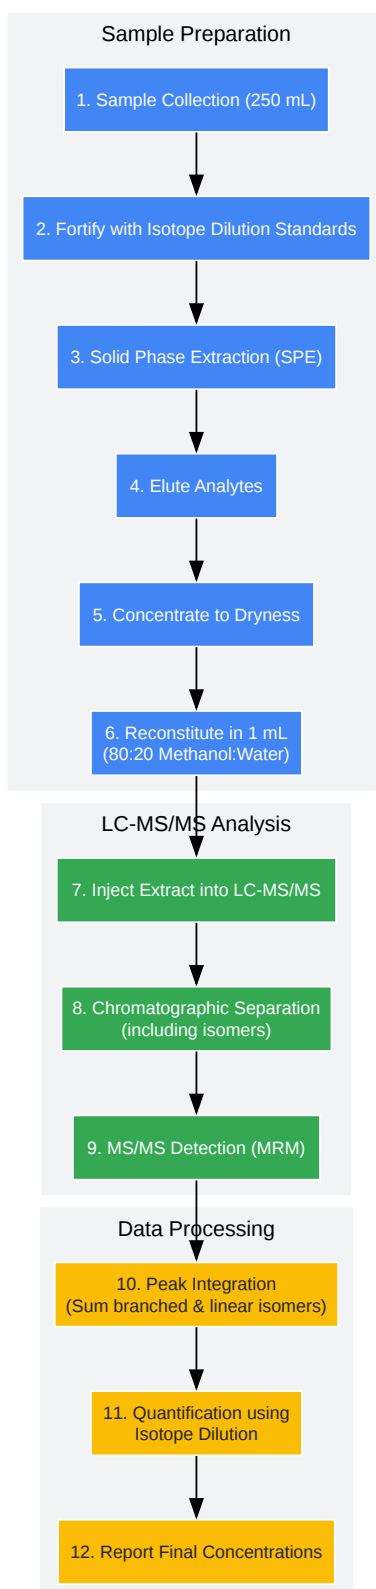 Sample Preparation
1. Sample Collection (250 mL)
2. Fortify with Isotope Dilution Standards
3. Solid Phase Extraction (SPE)
4. Elute Analytes
5. Concentrate to Dryness
6. Reconstitute in 1 mL
(80:20 Methanol:Water)
LC-MS/MS Analysis
7. Inject Extract into LC-MS/MS
8. Chromatographic Separation
(including isomers)
9. MS/MS Detection (MRM)
Data Processing
10. Peak Integration
(Sum branched & linear isomers)
11. Quantification using
Isotope Dilution
12. Report Final Concentrations